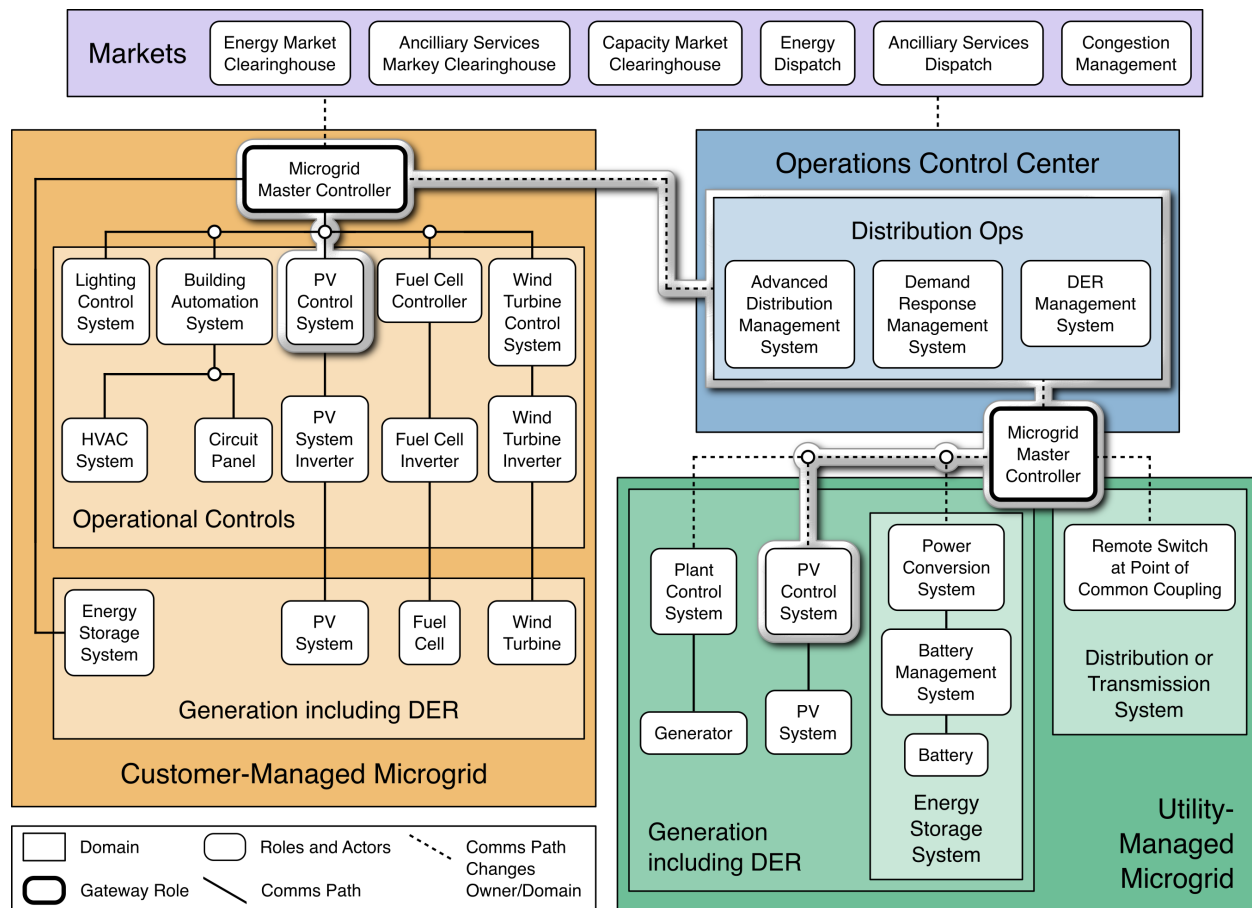 Markets
Energy Market
Clearinghouse
Ancilliary Services
Markey Clearinghouse
Capacity Market
Clearinghouse
Energy
Dispatch
Ancilliary Services
Dispatch
Congestion
Management
Microgrid
Master Controller
Lighting
Control
System
Building
Automation
System
PV
Control
System
Fuel Cell
Controller
Wind
Turbine
Control
System
HVAC
System
Circuit
Panel
PV
System
Inverter
Fuel Cell
Inverter
Wind
Turbine
Inverter
Operational Controls
Energy
Storage
System
PV
System
Fuel
Cell
Wind
Turbine
Generation including DER
Customer-Managed Microgrid
Operations Control Center
Distribution Ops
Advanced
Distribution
Management
System
Demand
Response
Management
System
DER
Management
System
Microgrid
Master
Controller
Plant
Control
System
PV
Control
System
Power
Conversion
System
Remote Switch
at Point of
Common Coupling
Battery
Management
System
Distribution or
Transmission
System
Generator
PV
System
Battery
Energy
Storage
System
Generation
including DER
Utility-
Managed
Microgrid
Domain
Roles and Actors
Comms Path
Changes
Owner/Domain
Gateway Role
Comms Path